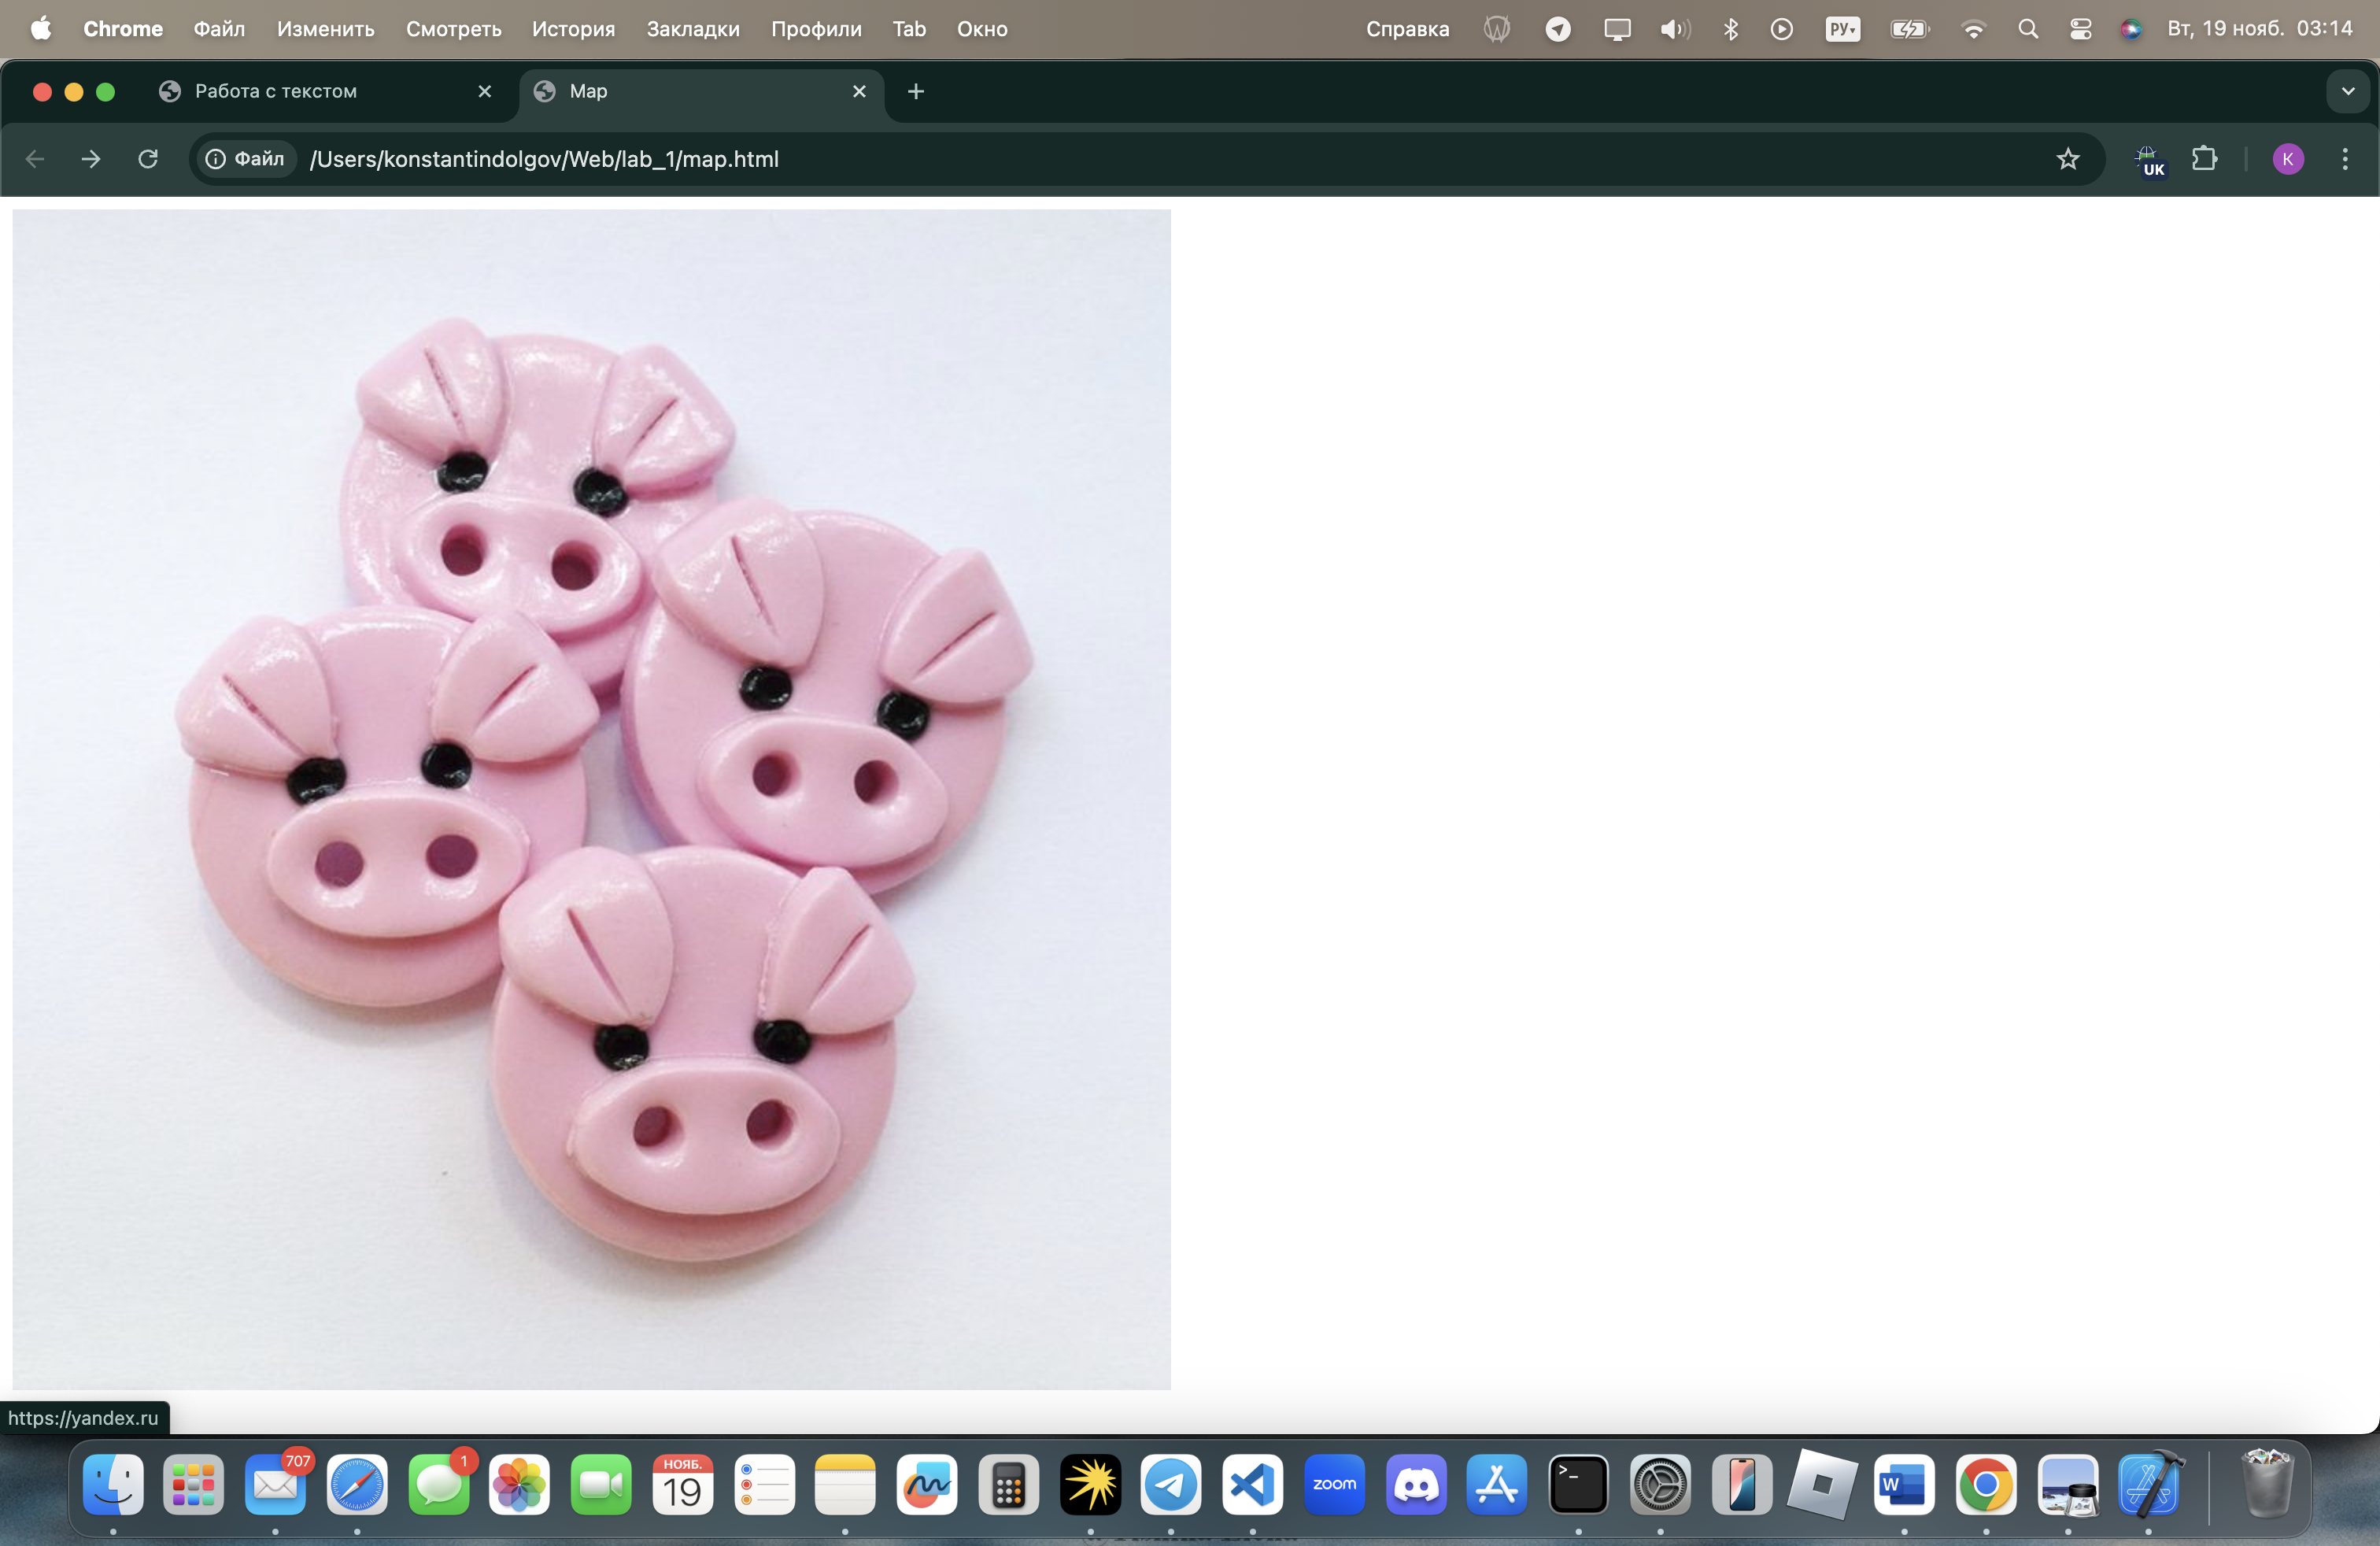 Chrome Файл Изменить Смотреть История Закладки Профили Tab Окно Справка РУ Вт, 19 нояб. 03:14
Работа с текстом Map
Файл /Users/konstantindolgov/Web/lab_1/map.html UK K
https://yandex.ru
707 1 НОЯБ. 19 >_ zoom W